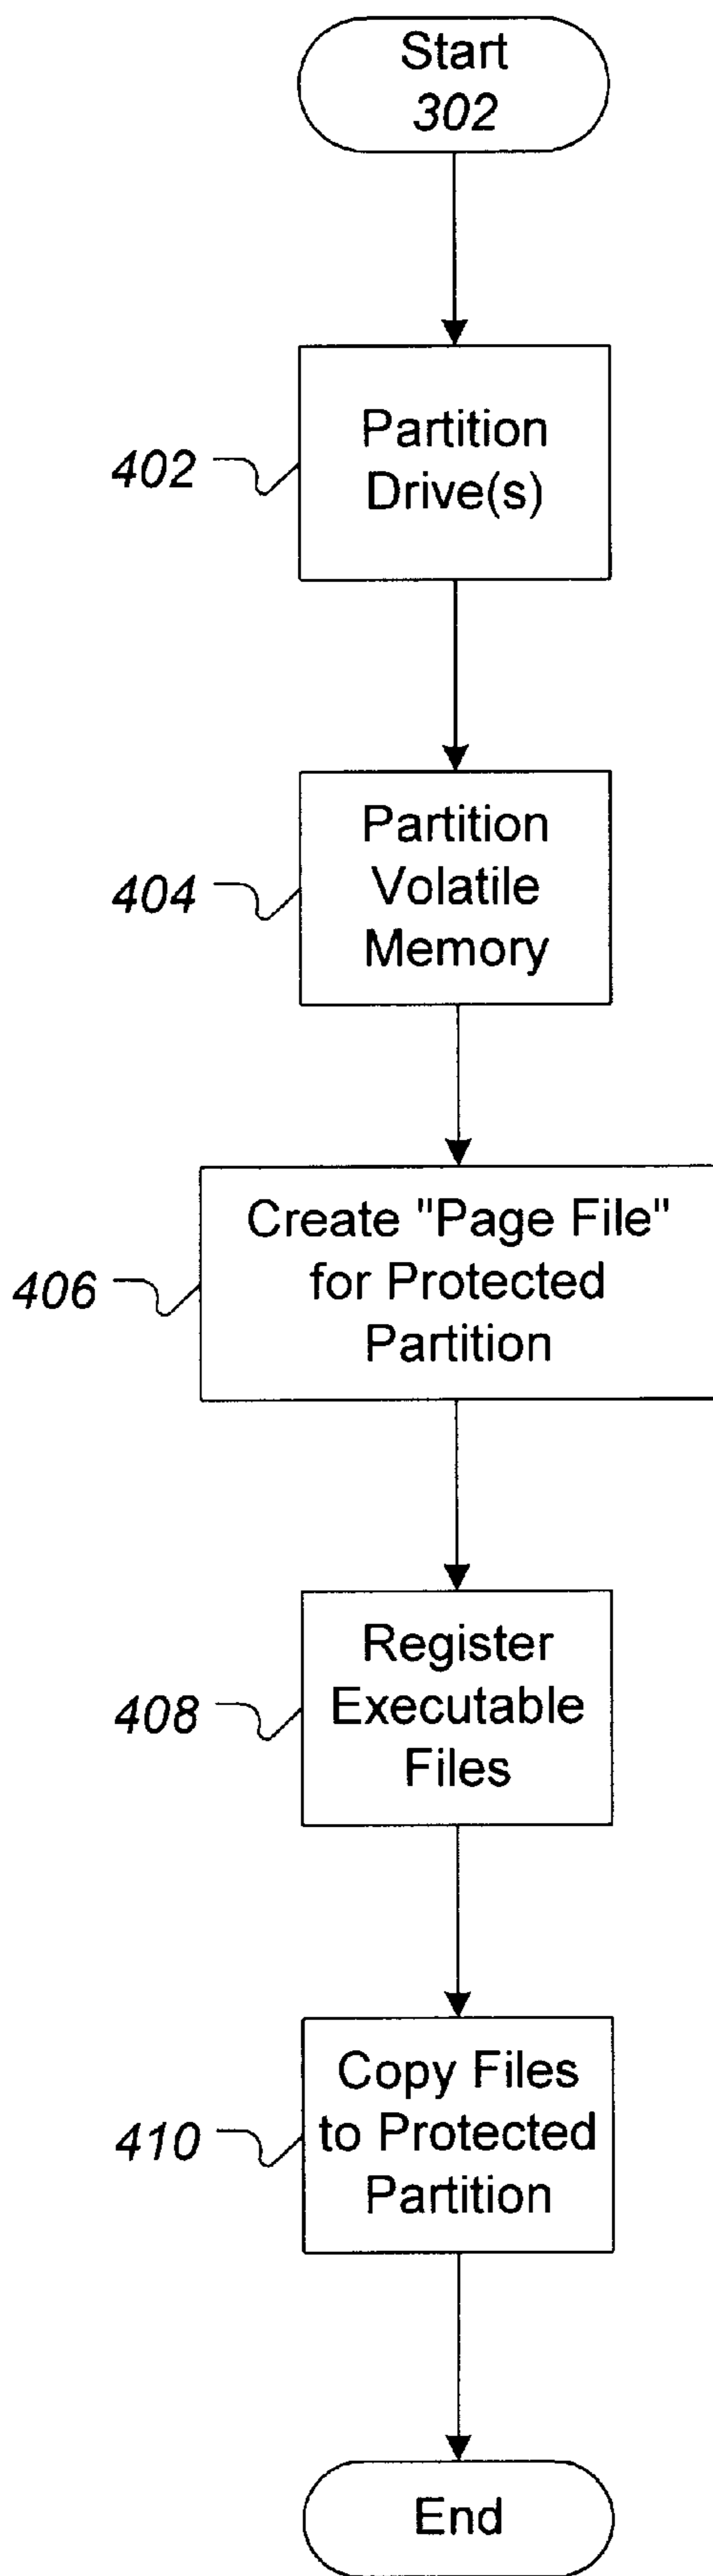 Start
302
402
Partition
Drive(s)
404
Partition
Volatile
Memory
406
Create "Page File"
for Protected
Partition
408
Register
Executable
Files
410
Copy Files
to Protected
Partition
End